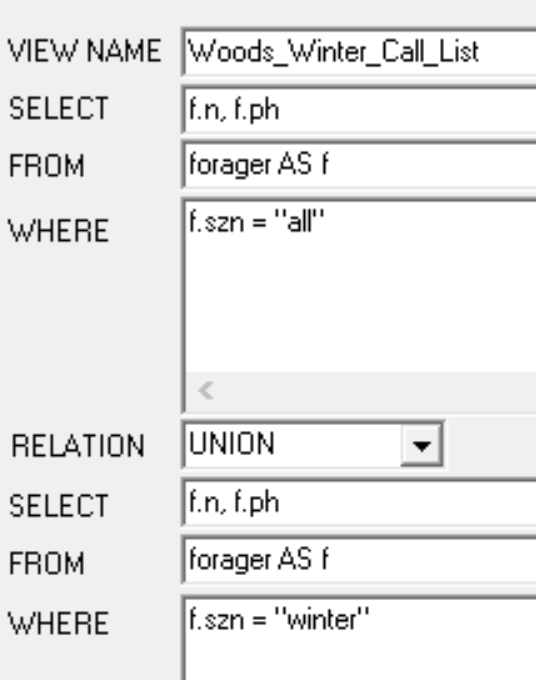 VIEW NAME Woods_Winter_Call_List
SELECT f.n, f.ph
FROM forager AS f
WHERE f.szn = "all"
RELATION UNION
SELECT f.n, f.ph
FROM forager AS f
WHERE f.szn = "winter"